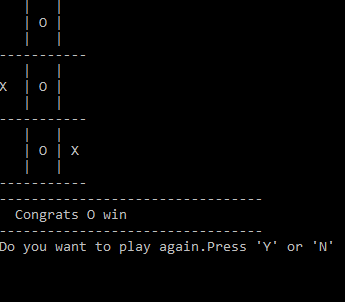 |   |
| O |
|   |
-----------
|   |
X  | O |
|   |
-----------
|   |
| O | X
|   |
-----------
---------------------------------
Congrats O win
---------------------------------
Do you want to play again.Press 'Y' or 'N'